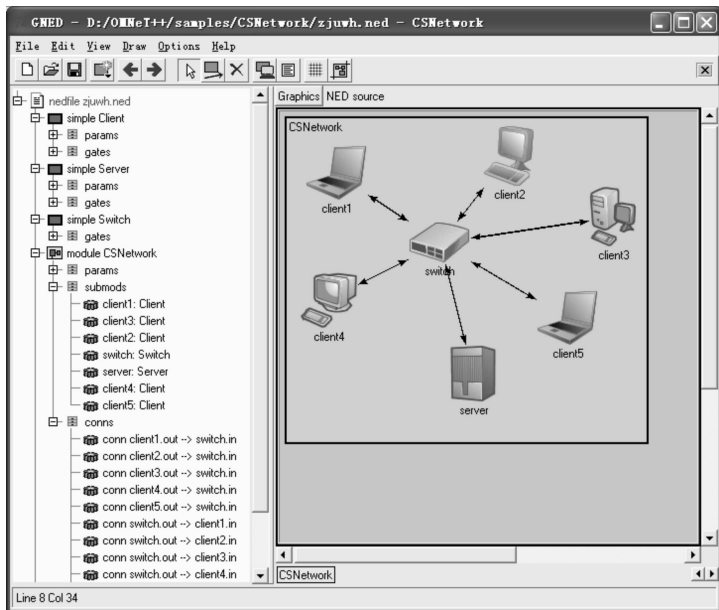 GNED - D:/OMNeT++/samples/CSNetwork/zjuwh.ned - CSNetwork
File Edit View Draw Options Help
nedfile zjuwh.ned
simple Client
params
gates
simple Server
params
gates
simple Switch
gates
module CSNetwork
params
submods
client1: Client
client3: Client
client2: Client
switch: Switch
server: Server
client4: Client
client5: Client
conns
conn client1.out --> switch.in
conn client2.out --> switch.in
conn client3.out --> switch.in
conn client4.out --> switch.in
conn client5.out --> switch.in
conn switch.out --> client1.in
conn switch.out --> client2.in
conn switch.out --> client3.in
conn switch.out --> client4.in
Graphics NED source
CSNetwork
client1
client2
client3
switch
client4
client5
server
CSNetwork
Line 8 Col 34